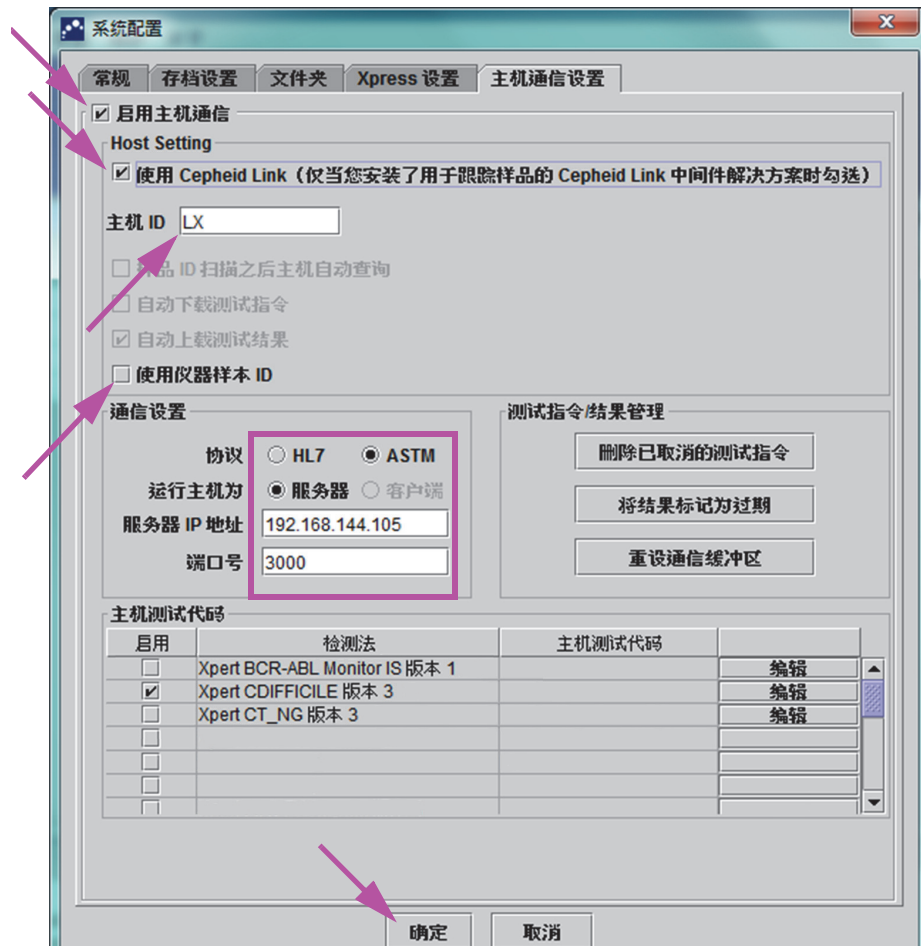 系统配置
常规 存档设置 文件夹 Xpress 设置 主机通信设置
启用主机通信
Host Setting
使用 Cepheid Link（仅当您安装了用于跟踪样品的 Cepheid Link 中间件解决方案时勾选）
主机 ID LX
样品 ID 扫描之后主机自动查询
自动下载测试指令
自动上载测试结果
使用仪器样本 ID
通信设置 测试指令/结果管理
协议 HL7 ASTM 删除已取消的测试指令
运行主机为 服务器 客户端 将结果标记为过期
服务器 IP 地址 192.168.144.105
端口号 3000 重设通信缓冲区
主机测试代码
启用 检测法 主机测试代码
Xpert BCR-ABL Monitor IS 版本 1 编辑
Xpert CDIFFICILE 版本 3 编辑
Xpert CT_NG 版本 3 编辑
确定 取消